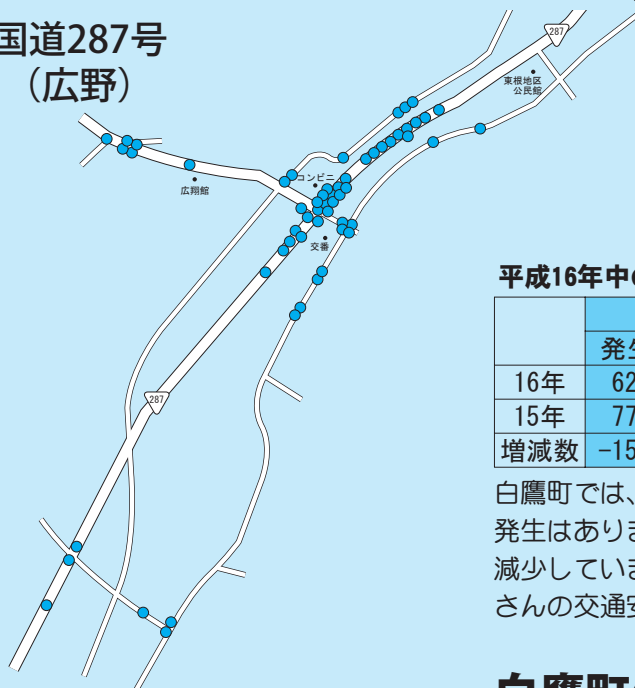 国道287号
（広野）
287
東根地区
公民館
コンビニ
広翔館
交番
287
平成16年中
発生
16年 62
15年 77
増減数 -15
白鷹町では、
発生はありま
減少していま
さんの交通安
白鷹町